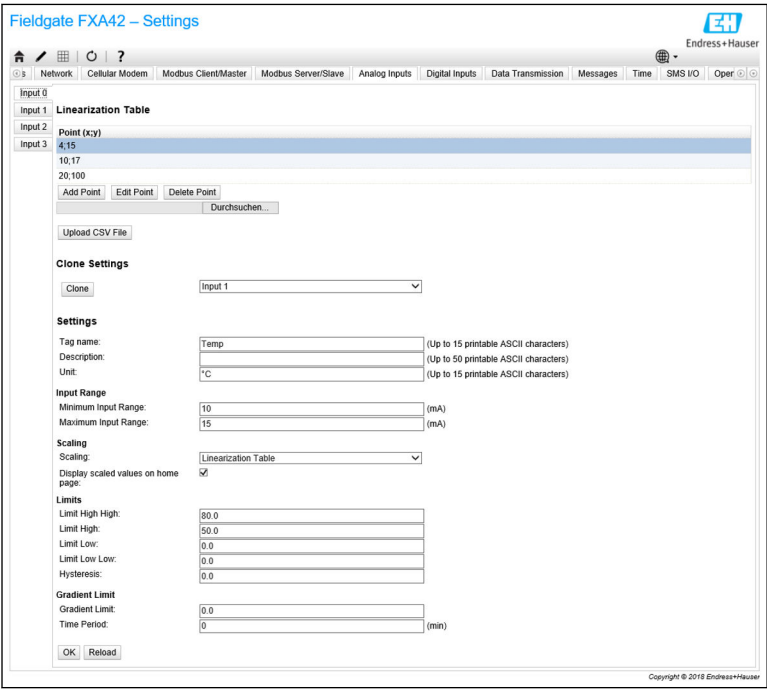 Fieldgate FXA42 – Settings
EH
Endress+Hauser
?
s Network Cellular Modem Modbus Client/Master Modbus Server/Slave Analog Inputs Digital Inputs Data Transmission Messages Time SMS I/O Oper
Input 0
Input 1
Input 2
Input 3
Linearization Table
Point (x;y)
4;15
10;17
20;100
Add Point Edit Point Delete Point
Durchsuchen...
Upload CSV File
Clone Settings
Clone Input 1
Settings
Tag name: Temp (Up to 15 printable ASCII characters)
Description: (Up to 50 printable ASCII characters)
Unit: °C (Up to 15 printable ASCII characters)
Input Range
Minimum Input Range: 10 (mA)
Maximum Input Range: 15 (mA)
Scaling
Scaling: Linearization Table
Display scaled values on home
page:
Limits
Limit High High: 80.0
Limit High: 50.0
Limit Low: 0.0
Limit Low Low: 0.0
Hysteresis: 0.0
Gradient Limit
Gradient Limit: 0.0
Time Period: 0 (min)
OK Reload
Copyright © 2018 Endress+Hauser